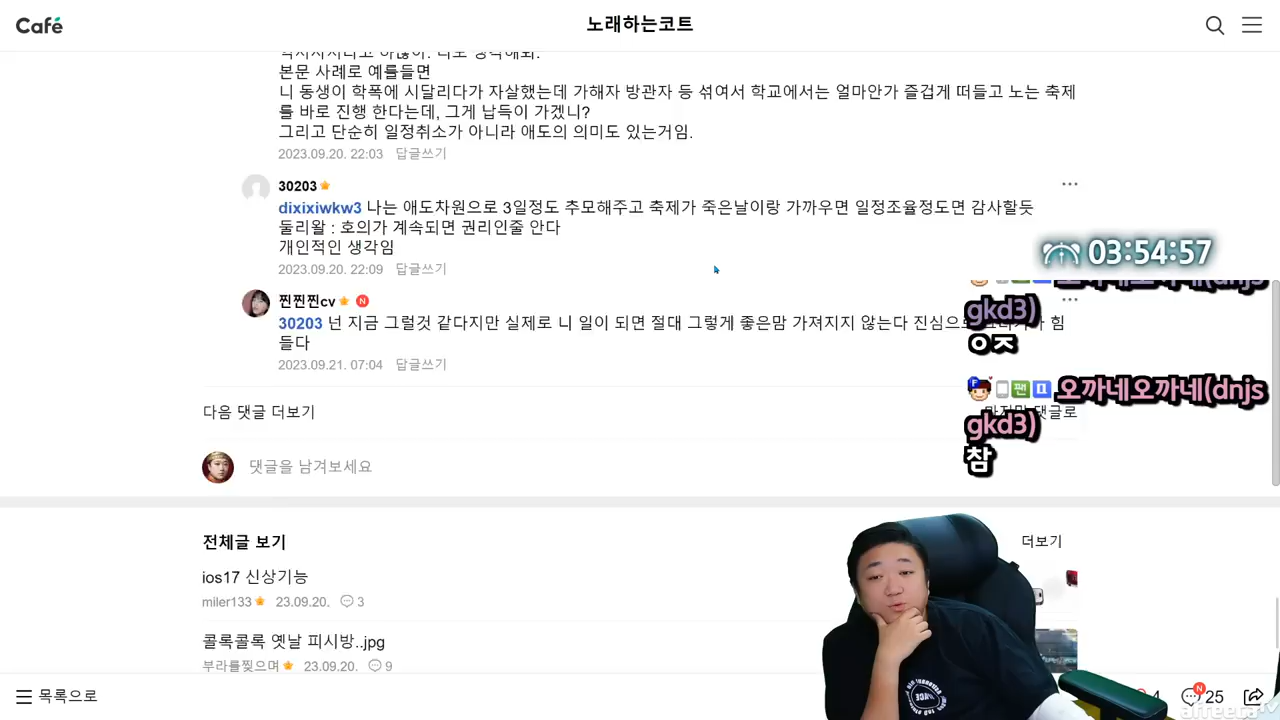 Café
노래하는코트
본문 사례로 예를들면
니 동생이 학폭에 시달리다가 자살했는데 가해자 방관자 등 섞여서 학교에서는 얼마안가 즐겁게 떠들고 노는 축제
를 바로 진행 한다는데, 그게 납득이 가겠니?
그리고 단순히 일정취소가 아니라 애도의 의미도 있는거임.
2023.09.20. 22:03 답글쓰기
30203
dixixiwkw3 나는 애도차원으로 3일정도 추모해주고 축제가 죽은날이랑 가까우면 일정조율정도면 감사할듯
둘리왈 : 호의가 계속되면 권리인줄 안다
개인적인 생각임
2023.09.20. 22:09 답글쓰기
03:54:57
찐찐찐cv N
30203 넌 지금 그럴것 같다지만 실제로 니 일이 되면 절대 그렇게 좋은맘 가져지지 않는다 진심으로 힘
들다
2023.09.21. 07:04 답글쓰기
오까네오까네(dnjs
gkd3)
ㅇㅈ
F 팬 오까네오까네(dnjs
gkd3)
참
다음 댓글 더보기
댓글로
댓글을 남겨보세요
전체글 보기
더보기
ios17 신상기능
miler133 23.09.20. 3
콜록콜록 옛날 피시방..jpg
부라를찢으며 23.09.20. 9
목록으로
4
N 25
afreecaTV